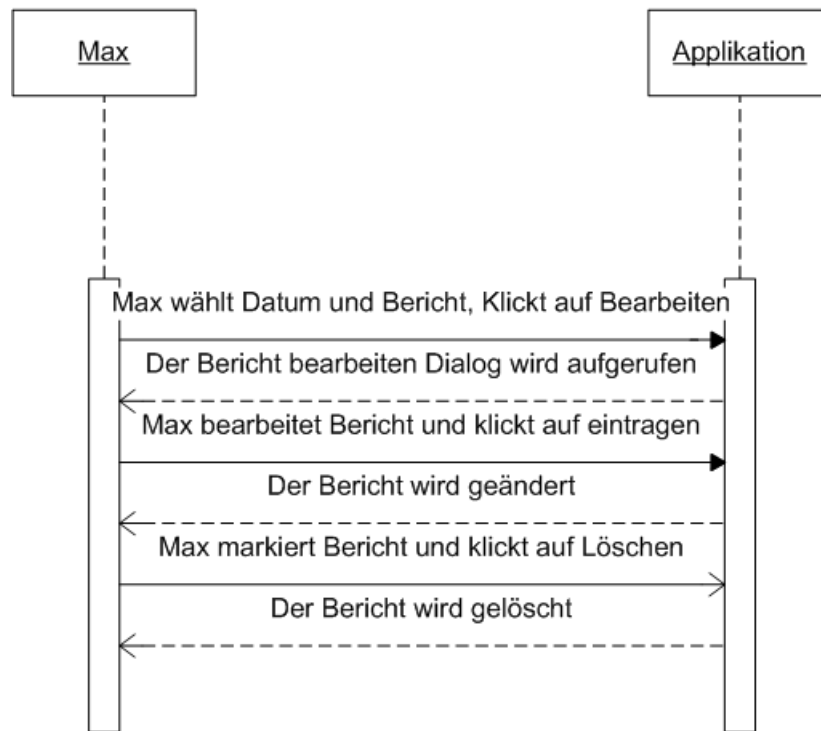 Max
Applikation
Max wählt Datum und Bericht, Klickt auf Bearbeiten
Der Bericht bearbeiten Dialog wird aufgerufen
Max bearbeitet Bericht und klickt auf eintragen
Der Bericht wird geändert
Max markiert Bericht und klickt auf Löschen
Der Bericht wird gelöscht